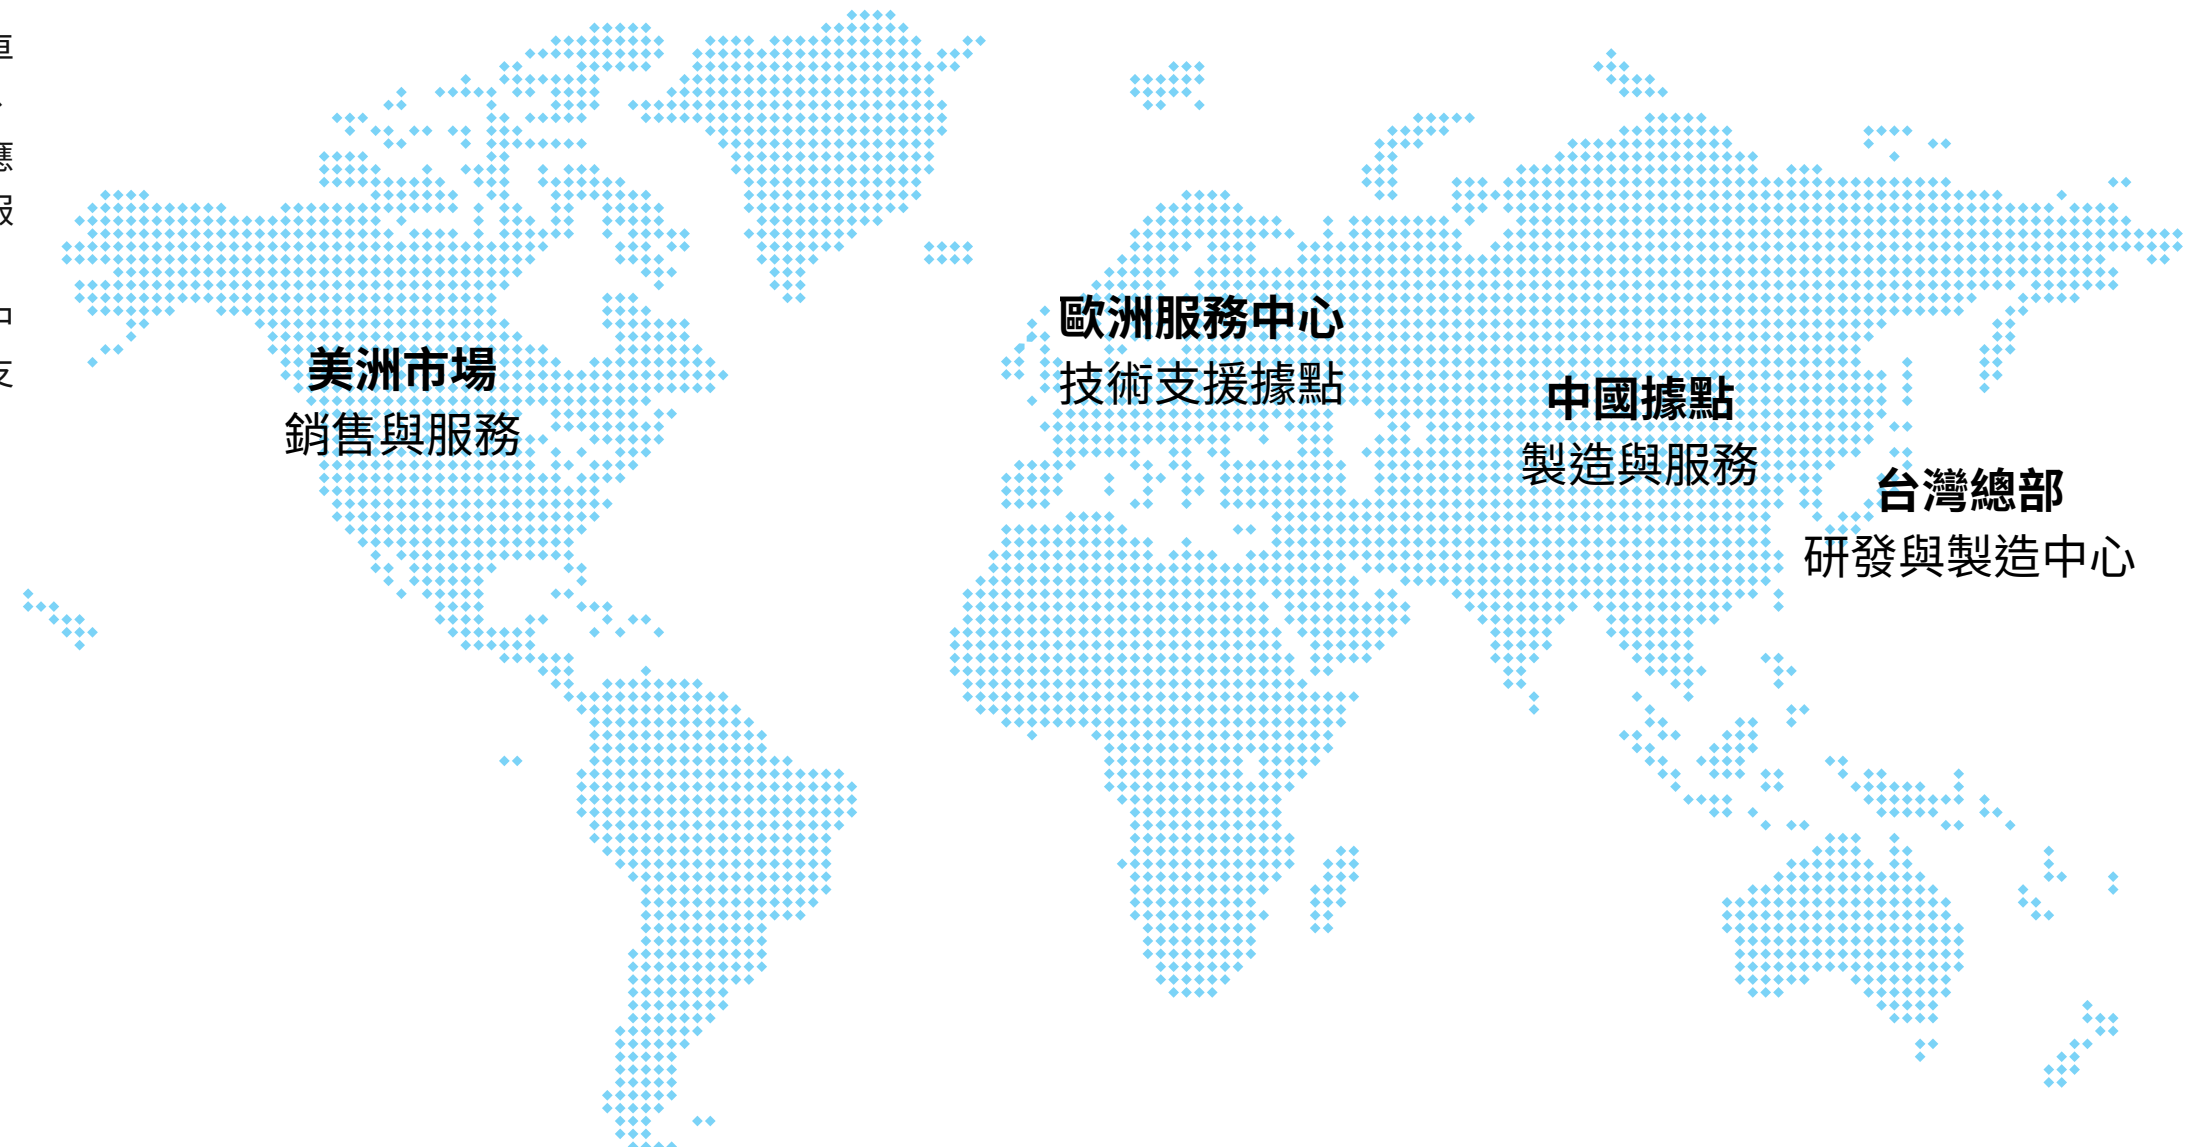 美洲市場
銷售與服務
歐洲服務中心
技術支援據點
中國據點
製造與服務
台灣總部
研發與製造中心